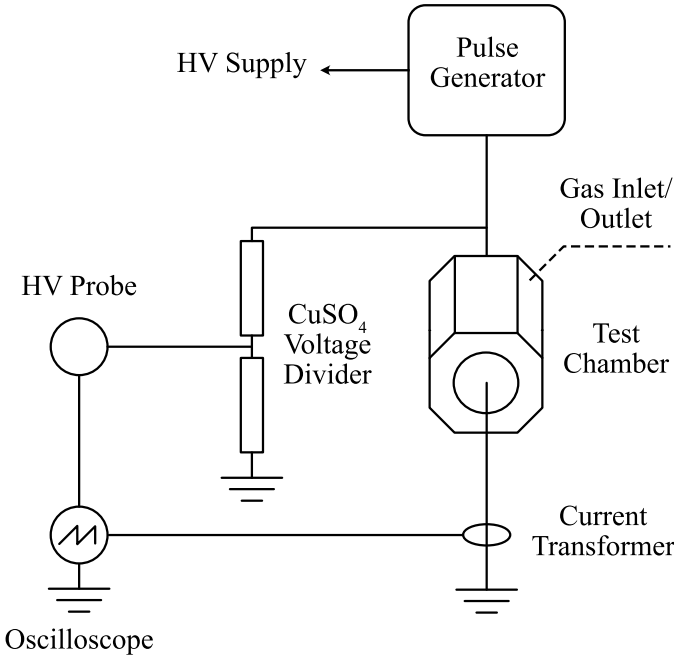 Pulse
Generator
HV Supply
Gas Inlet/
Outlet
HV Probe
CuSO₄
Voltage
Divider
Test
Chamber
Current
Transformer
Oscilloscope